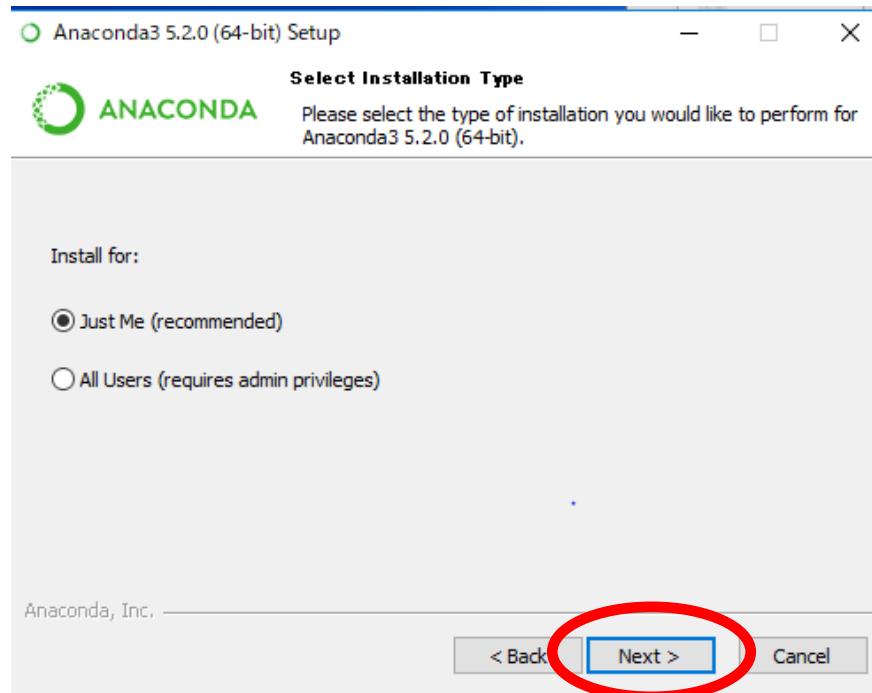 Anaconda3 5.2.0 (64-bit) Setup
ANACONDA
Select Installation Type
Please select the type of installation you would like to perform for
Anaconda3 5.2.0 (64-bit).
Install for:
Just Me (recommended)
All Users (requires admin privileges)
Anaconda, Inc.
< Back Next > Cancel